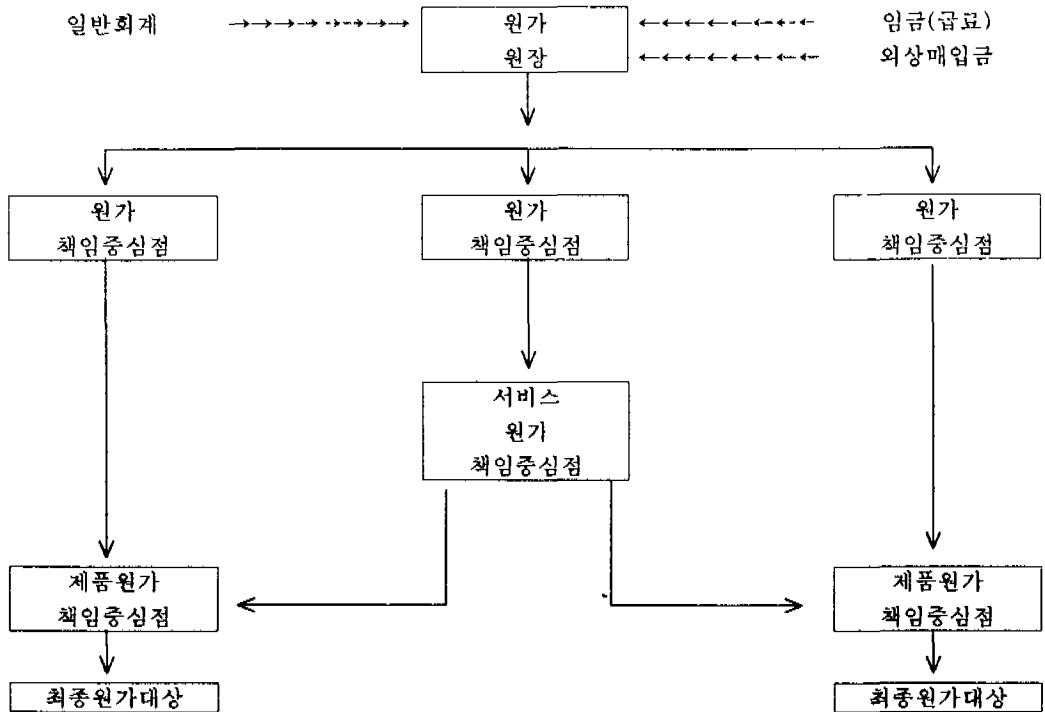 일반회계
원가
원장
임금(급료)
외상매입금
원가
책임중심점
원가
책임중심점
원가
책임중심점
서비스
원가
책임중심점
제품원가
책임중심점
제품원가
책임중심점
최종원가대상
최종원가대상